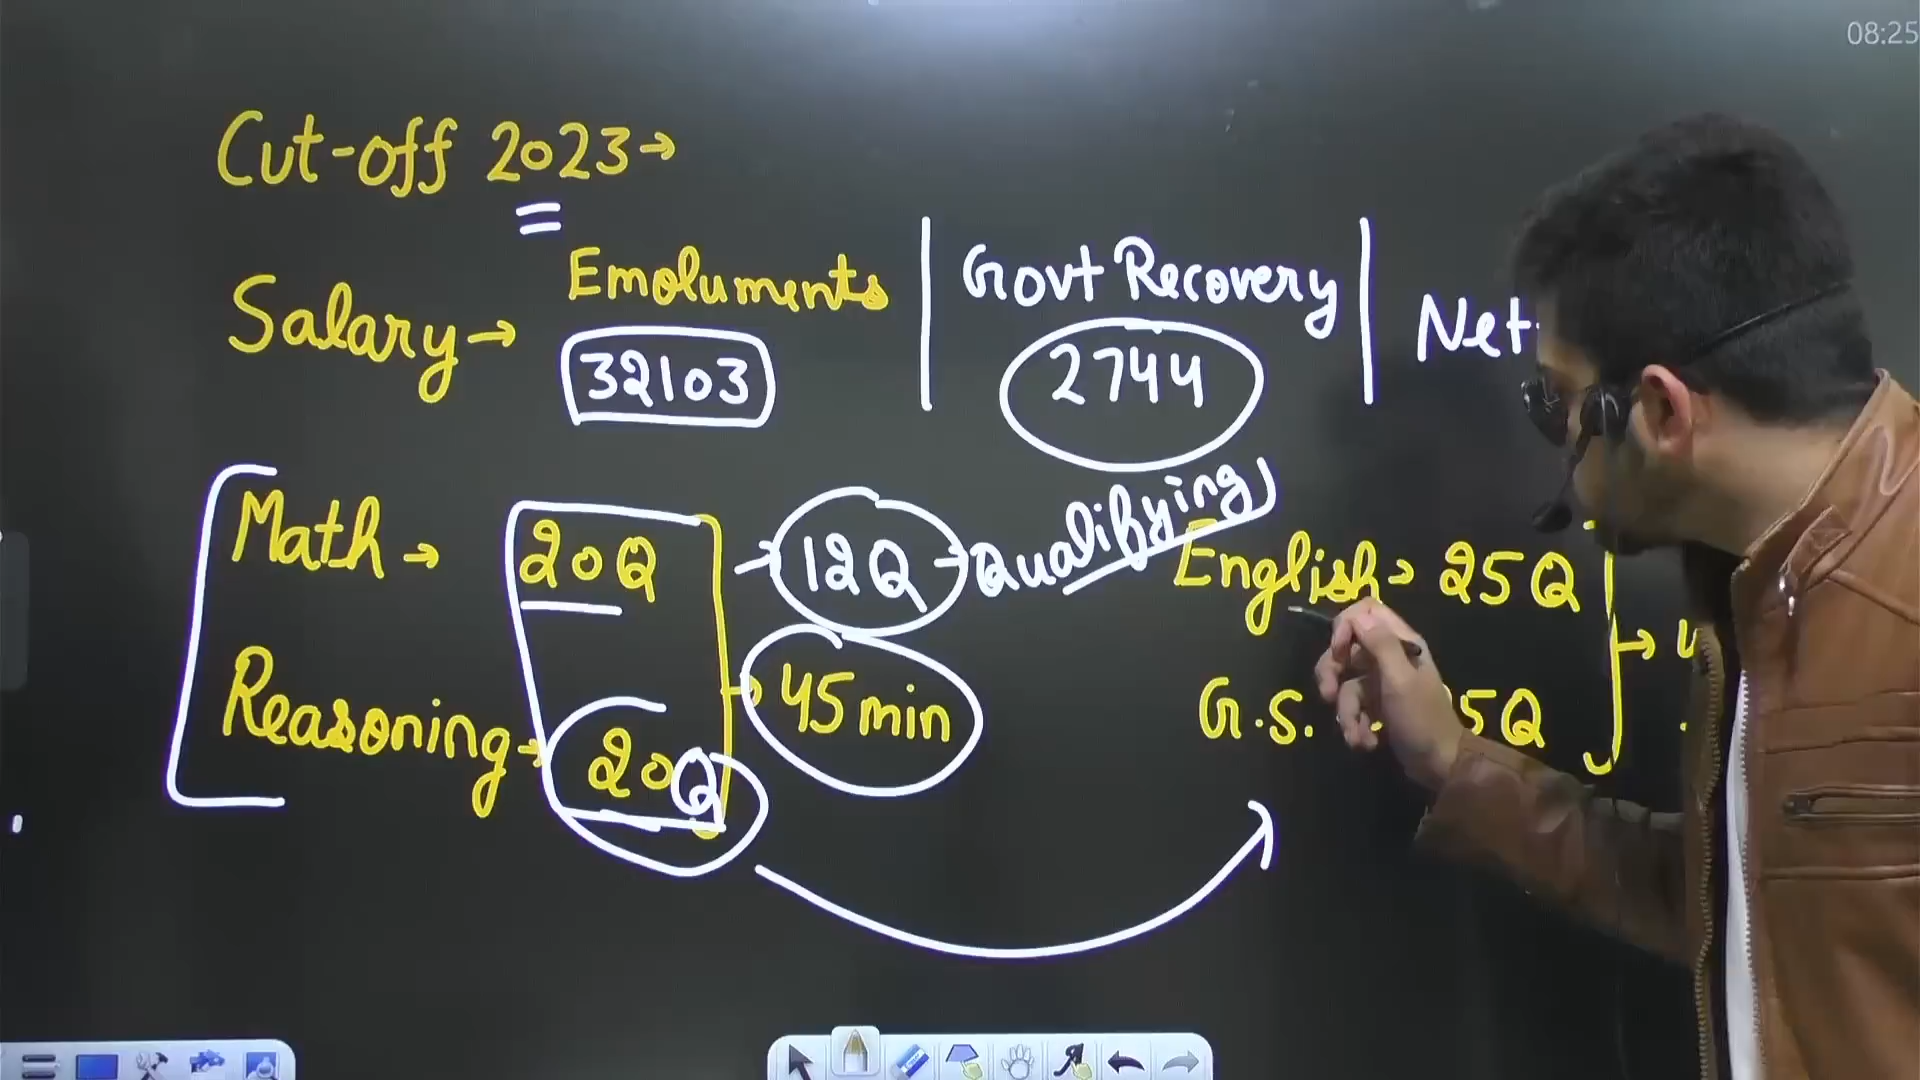 08:25
Cut-off 2023→
Salary→ Emoluments | Govt Recovery | Net
32103 2744
Math → 20Q → 12Q → Qualifying
Reasoning → 20Q → 45 min
English → 25Q
G.S. 5Q